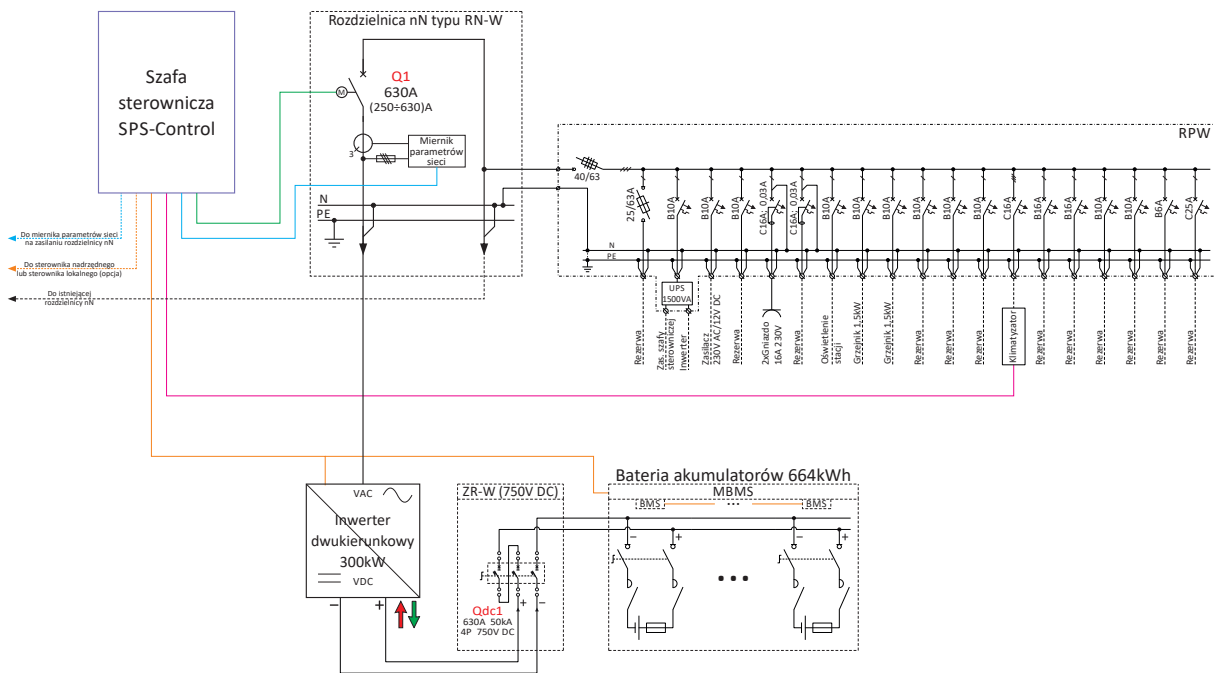 Szafa
sterownicza
SPS-Control
Rozdzielnica nN typu RN-W
Q1
630A
(250÷630)A
M
3
Miernik
parametrów
sieci
N
PE
Do miernika parametrów sieci
na zasilaniu rozdzielnicy nN
Do sterownika nadrzędnego
lub sterownika lokalnego (opcja)
Do istniejącej
rozdzielnicy nN
RPW
40/63
25/63A
B10A
B10A
B10A
C16A; 0,03A
C16A; 0,03A
B10A
B10A
B10A
B10A
B10A
C16A
B16A
B16A
B10A
B10A
B6A
C25A
N
PE
UPS
1500VA
Rezerwa
Zas. szafy
sterowniczej
Inwerter
Zasilacz
230V AC/12V DC
Rezerwa
2xGniazdo
16A 230V
Rezerwa
Oświetlenie
stacji
Grzejnik 1,5kW
Grzejnik 1,5kW
Rezerwa
Rezerwa
Rezerwa
Klimatyzator
Rezerwa
Rezerwa
Rezerwa
Rezerwa
Rezerwa
Rezerwa
VAC
Inwerter
dwukierunkowy
300kW
VDC
− +
ZR-W (750V DC)
+ −
Qdc1
630A 50kA
4P 750V DC
Bateria akumulatorów 664kWh
MBMS
BMS ... BMS
− + − +